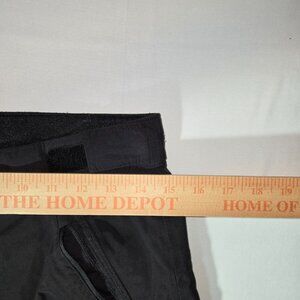 10 11 12 13 14 15 16 17 18 19
THE HOME DEPOT HOME OF